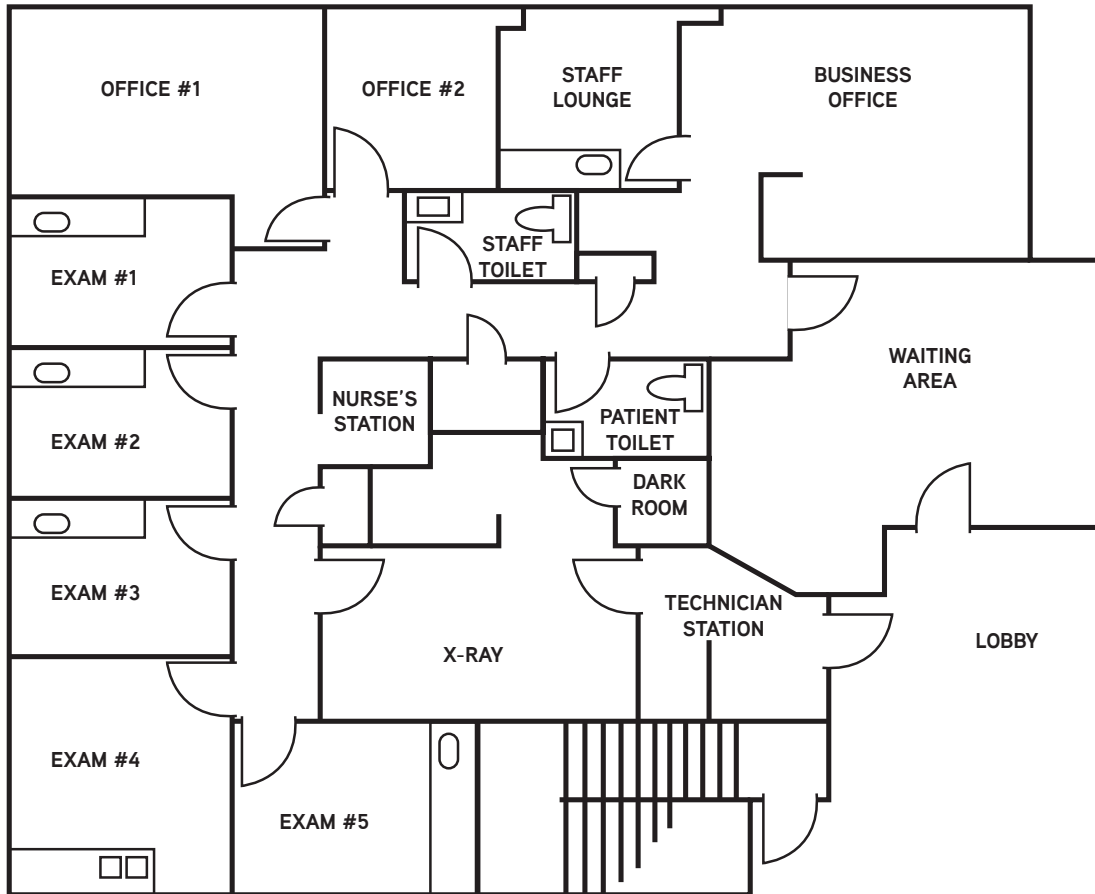 OFFICE #1
OFFICE #2
STAFF
LOUNGE
BUSINESS
OFFICE
EXAM #1
STAFF
TOILET
WAITING
AREA
NURSE'S
STATION
PATIENT
TOILET
EXAM #2
DARK
ROOM
EXAM #3
TECHNICIAN
STATION
X-RAY
LOBBY
EXAM #4
EXAM #5